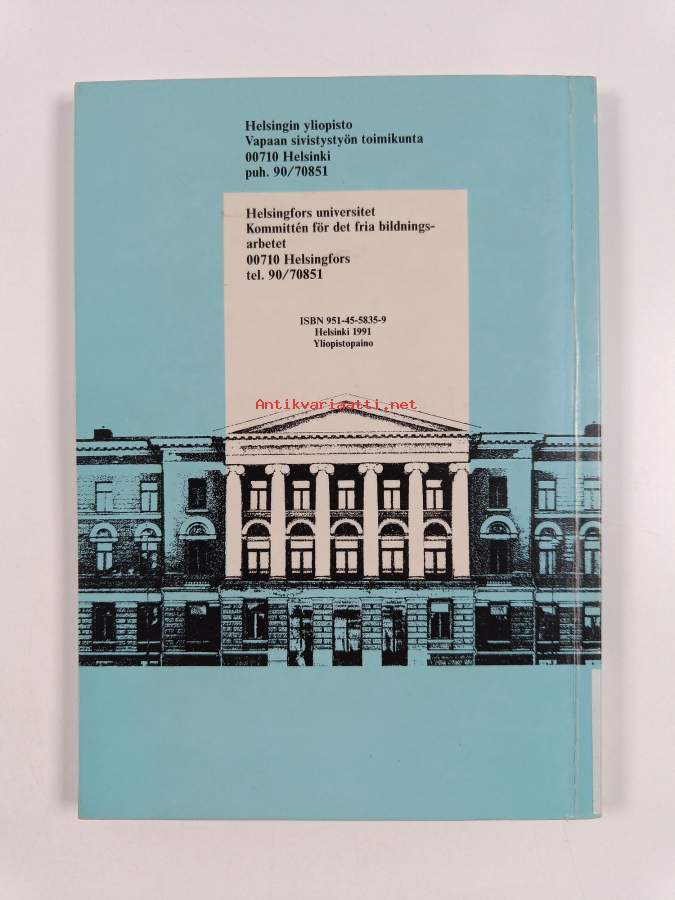 Helsingin yliopisto
Vapaan sivistystyön toimikunta
00710 Helsinki
puh. 90/70851
Helsingfors universitet
Kommittén för det fria bildnings-
arbetet
00710 Helsingfors
tel. 90/70851
ISBN 951-45-5835-9
Helsinki 1991
Yliopistopaino
Antikvariaatti.net